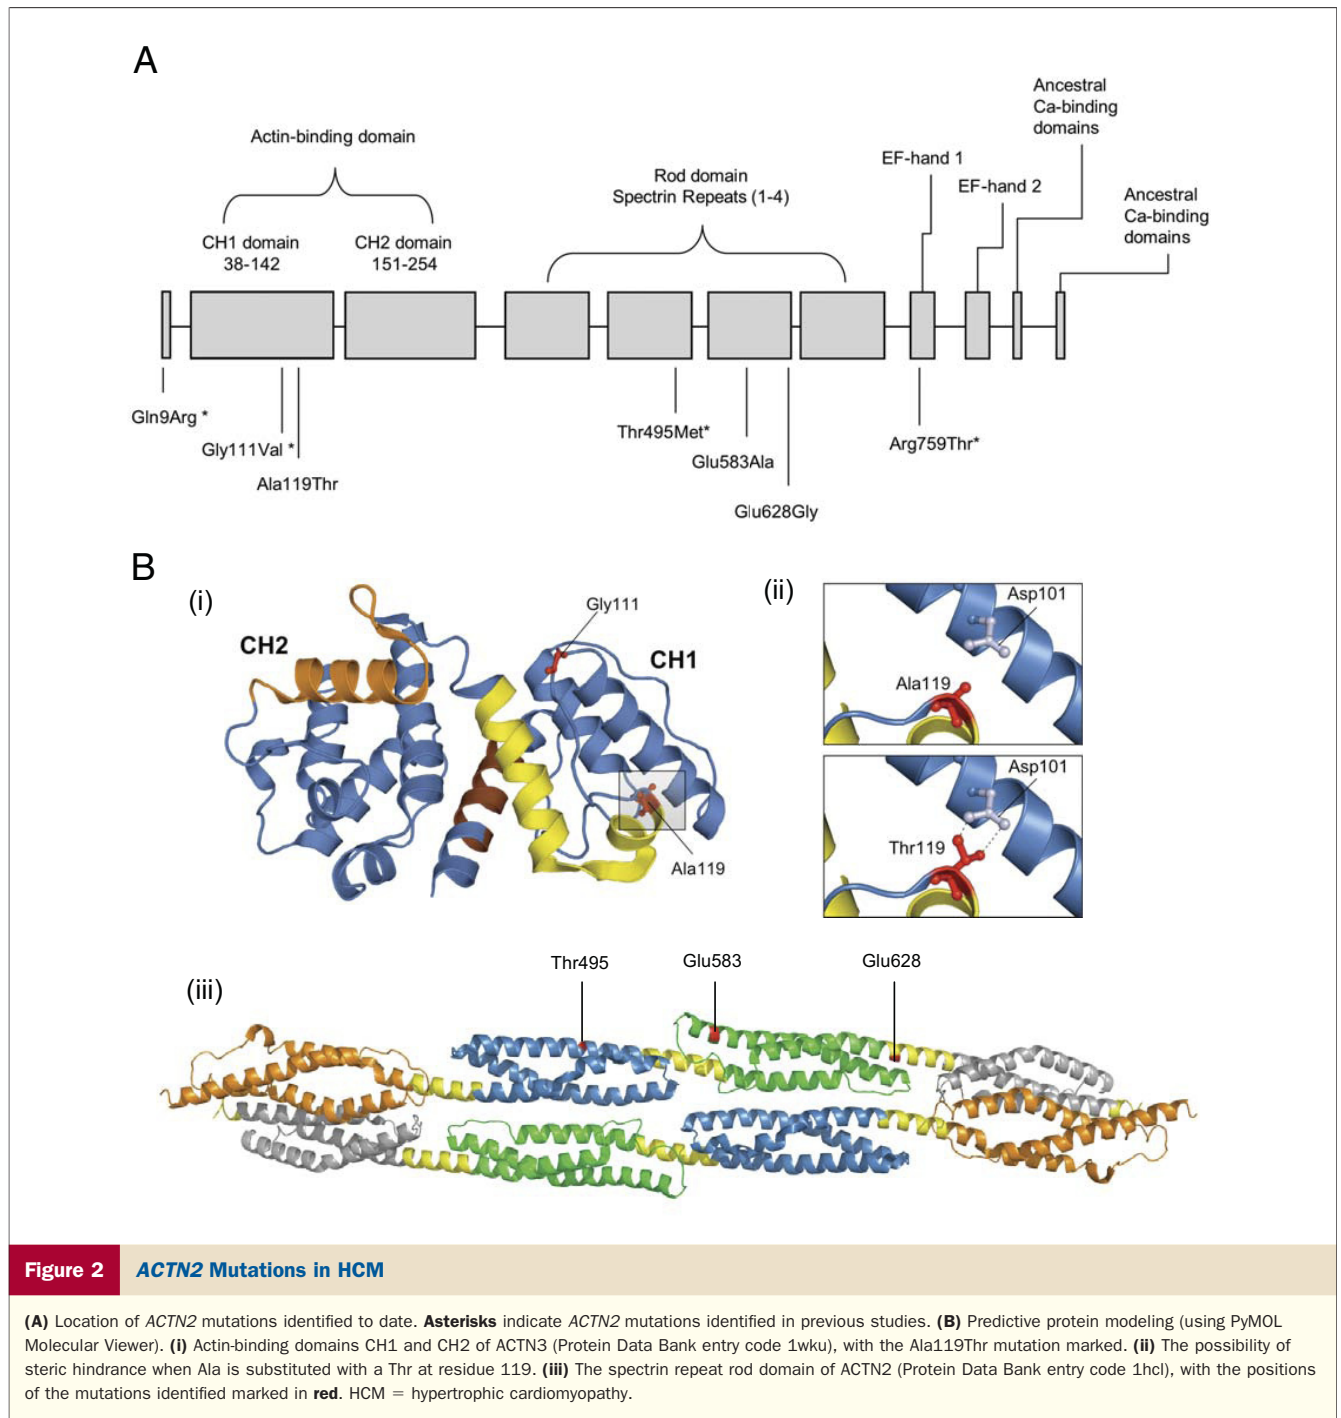 A
Actin-binding domain
CH1 domain
38-142
CH2 domain
151-254
Rod domain
Spectrin Repeats (1-4)
EF-hand 1
EF-hand 2
Ancestral
Ca-binding
domains
Ancestral
Ca-binding
domains
Gln9Arg *
Gly111Val *
Ala119Thr
Thr495Met*
Glu583Ala
Glu628Gly
Arg759Thr*
B
(i)
CH2
Gly111
CH1
Ala119
(ii)
Asp101
Ala119
Asp101
Thr119
(iii)
Thr495
Glu583
Glu628
Figure 2
ACTN2 Mutations in HCM
(A) Location of ACTN2 mutations identified to date. Asterisks indicate ACTN2 mutations identified in previous studies. (B) Predictive protein modeling (using PyMOL
Molecular Viewer). (i) Actin-binding domains CH1 and CH2 of ACTN3 (Protein Data Bank entry code 1wku), with the Ala119Thr mutation marked. (ii) The possibility of
steric hindrance when Ala is substituted with a Thr at residue 119. (iii) The spectrin repeat rod domain of ACTN2 (Protein Data Bank entry code 1hcl), with the positions
of the mutations identified marked in red. HCM = hypertrophic cardiomyopathy.